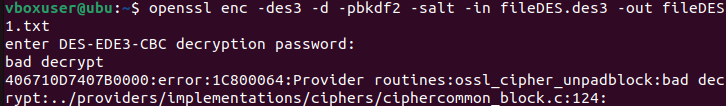 vboxuser@ubu:~$ openssl enc -des3 -d -pbkdf2 -salt -in fileDES.des3 -out fileDES
1.txt
enter DES-EDE3-CBC decryption password:
bad decrypt
406710D7407B0000:error:1C800064:Provider routines:ossl_cipher_unpadblock:bad dec
rypt:../providers/implementations/ciphers/ciphercommon_block.c:124: